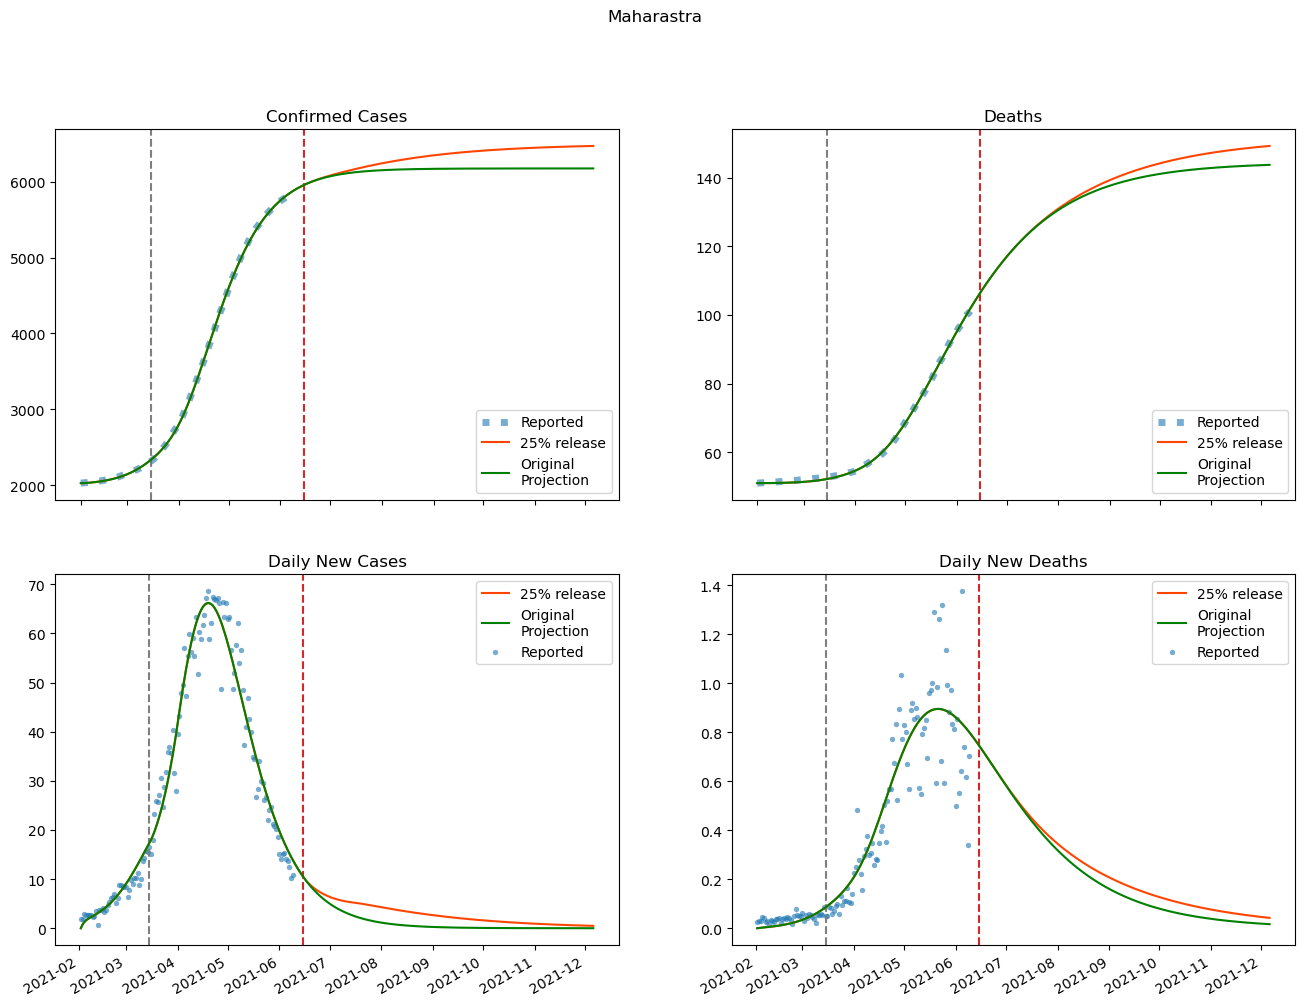 Maharastra
Confirmed Cases
6000
5000
4000
3000
2000
Reported
25% release
Original
Projection
Deaths
140
120
100
80
60
Reported
25% release
Original
Projection
Daily New Cases
70
60
50
40
30
20
10
0
25% release
Original
Projection
Reported
2021-02
2021-03
2021-04
2021-05
2021-06
2021-07
2021-08
2021-09
2021-10
2021-11
2021-12
Daily New Deaths
1.4
1.2
1.0
0.8
0.6
0.4
0.2
0.0
25% release
Original
Projection
Reported
2021-02
2021-03
2021-04
2021-05
2021-06
2021-07
2021-08
2021-09
2021-10
2021-11
2021-12